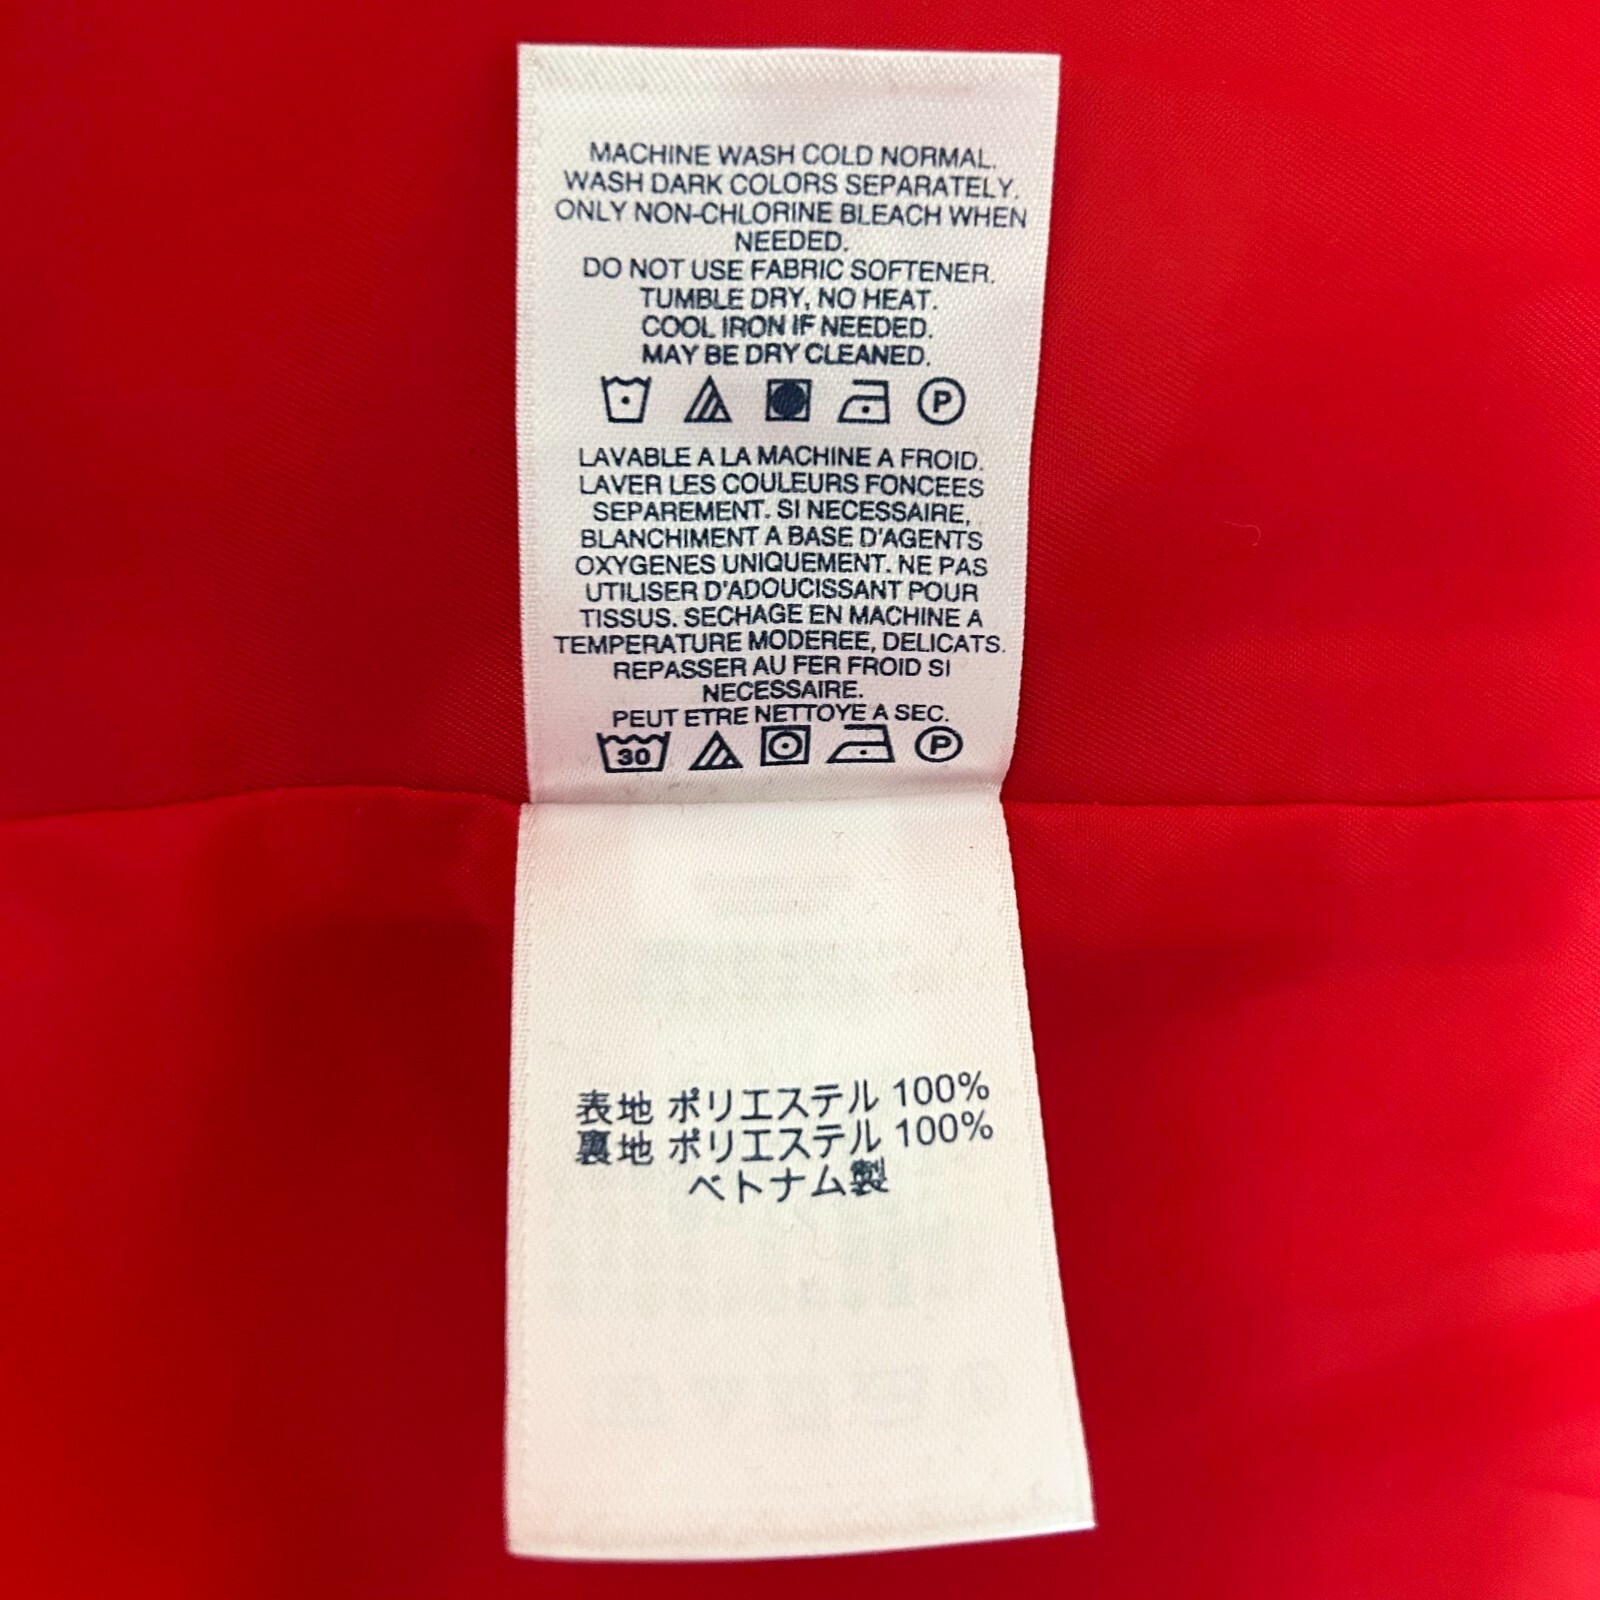 MACHINE WASH COLD NORMAL.
WASH DARK COLORS SEPARATELY.
ONLY NON-CHLORINE BLEACH WHEN
NEEDED.
DO NOT USE FABRIC SOFTENER.
TUMBLE DRY, NO HEAT.
COOL IRON IF NEEDED.
MAY BE DRY CLEANED.
P
LAVABLE A LA MACHINE A FROID.
LAVER LES COULEURS FONCEES
SEPAREMENT. SI NECESSAIRE,
BLANCHIMENT A BASE D'AGENTS
OXYGENES UNIQUEMENT. NE PAS
UTILISER D'ADOUCISSANT POUR
TISSUS. SECHAGE EN MACHINE A
TEMPERATURE MODEREE, DELICATS.
REPASSER AU FER FROID SI
NECESSAIRE.
PEUT ETRE NETTOYE A SEC.
30 P
表地 ポリエステル 100%
裏地 ポリエステル 100%
ベトナム製